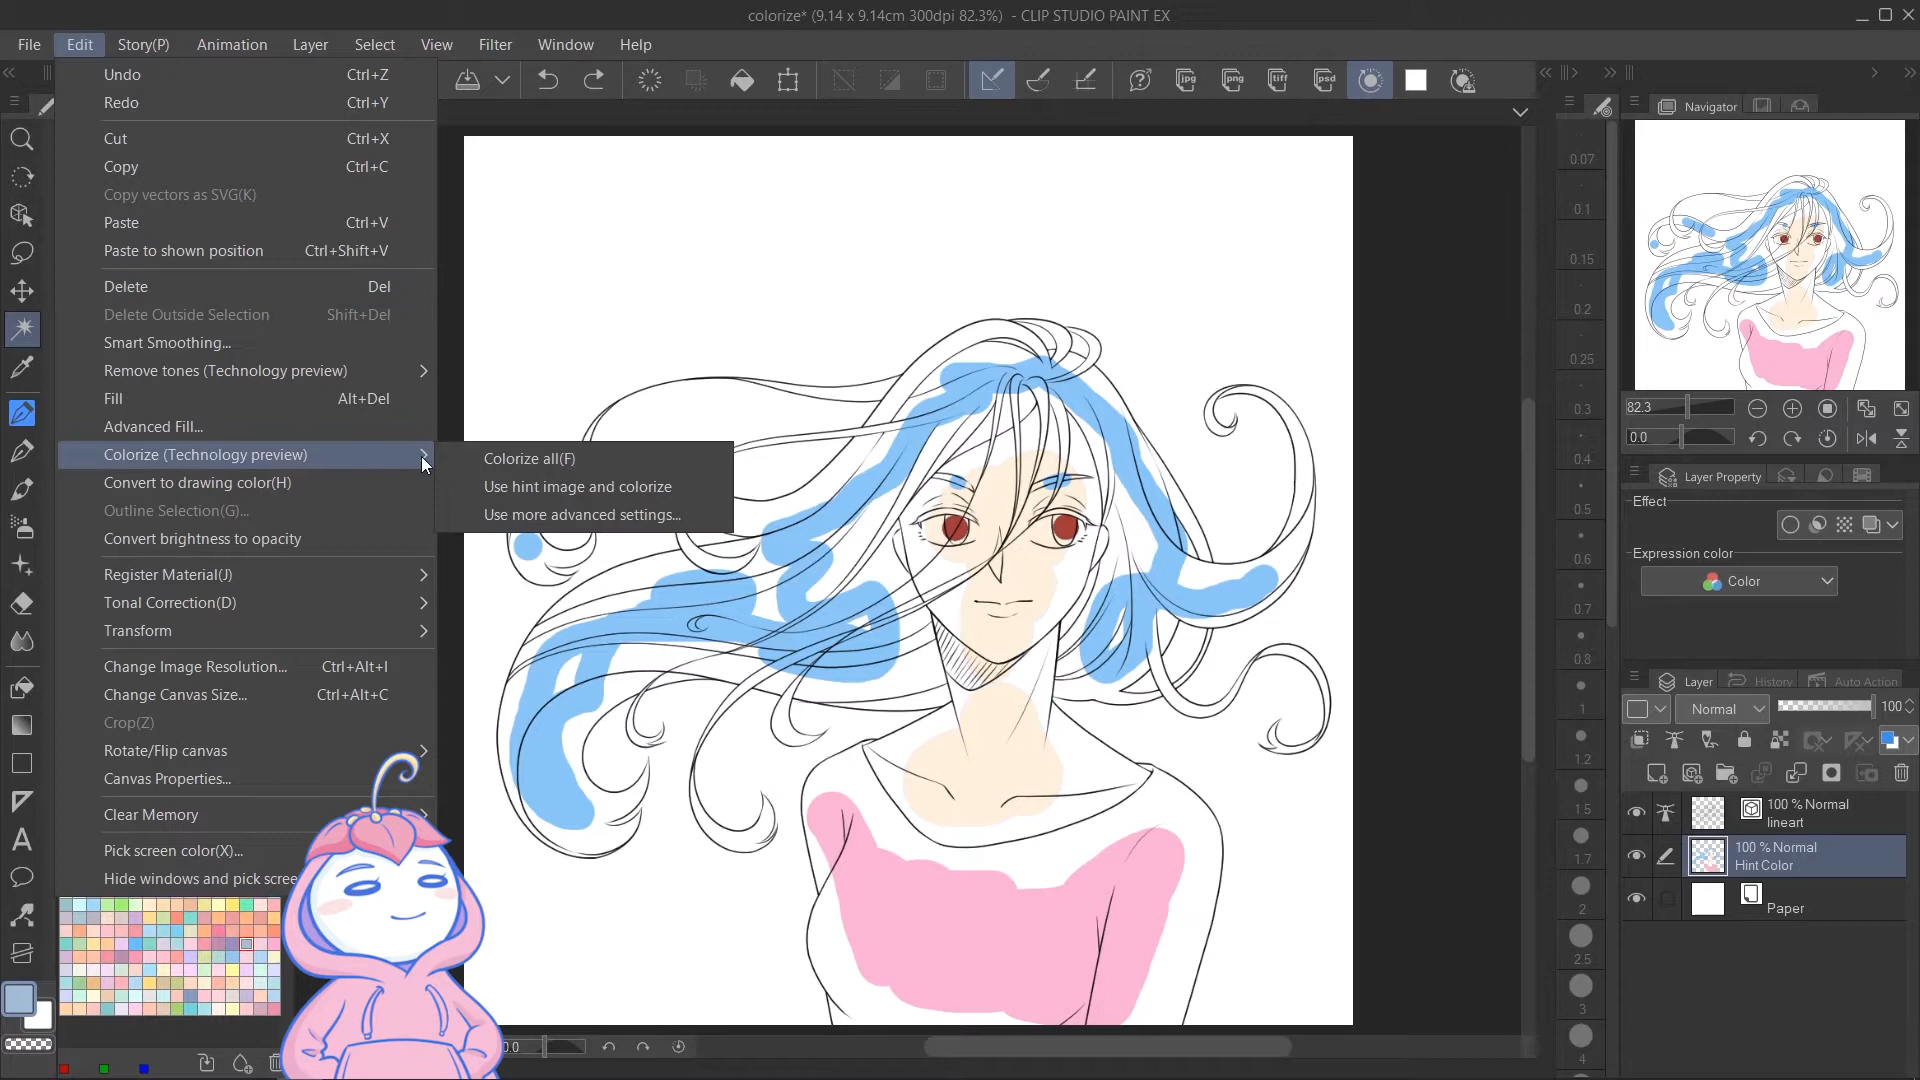 colorize* (9.14 x 9.14cm 300dpi 82.3%) - CLIP STUDIO PAINT EX
File Edit Story(P) Animation Layer Select View Filter Window Help
Undo Ctrl+Z
Redo Ctrl+Y
Cut Ctrl+X
Copy Ctrl+C
Copy vectors as SVG(K)
Paste Ctrl+V
Paste to shown position Ctrl+Shift+V
Delete Del
Delete Outside Selection Shift+Del
Smart Smoothing...
Remove tones (Technology preview)
Fill Alt+Del
Advanced Fill...
Colorize (Technology preview)
Convert to drawing color(H)
Outline Selection(G)...
Convert brightness to opacity
Register Material(J)
Tonal Correction(D)
Transform
Change Image Resolution... Ctrl+Alt+I
Change Canvas Size... Ctrl+Alt+C
Crop(Z)
Rotate/Flip canvas
Canvas Properties...
Clear Memory
Pick screen color(X)...
Hide windows and pick scree
Colorize all(F)
Use hint image and colorize
Use more advanced settings...
jpg png tiff psd
A
0.0
0.07
0.1
0.15
0.2
0.25
0.3
0.4
0.5
0.6
0.7
0.8
1
1.2
1.5
1.7
2
2.5
3
4
Navigator
82.3
0.0
Layer Property
Effect
Expression color
Color
Layer History Auto Action
Normal 100
100 % Normal
lineart
100 % Normal
Hint Color
Paper